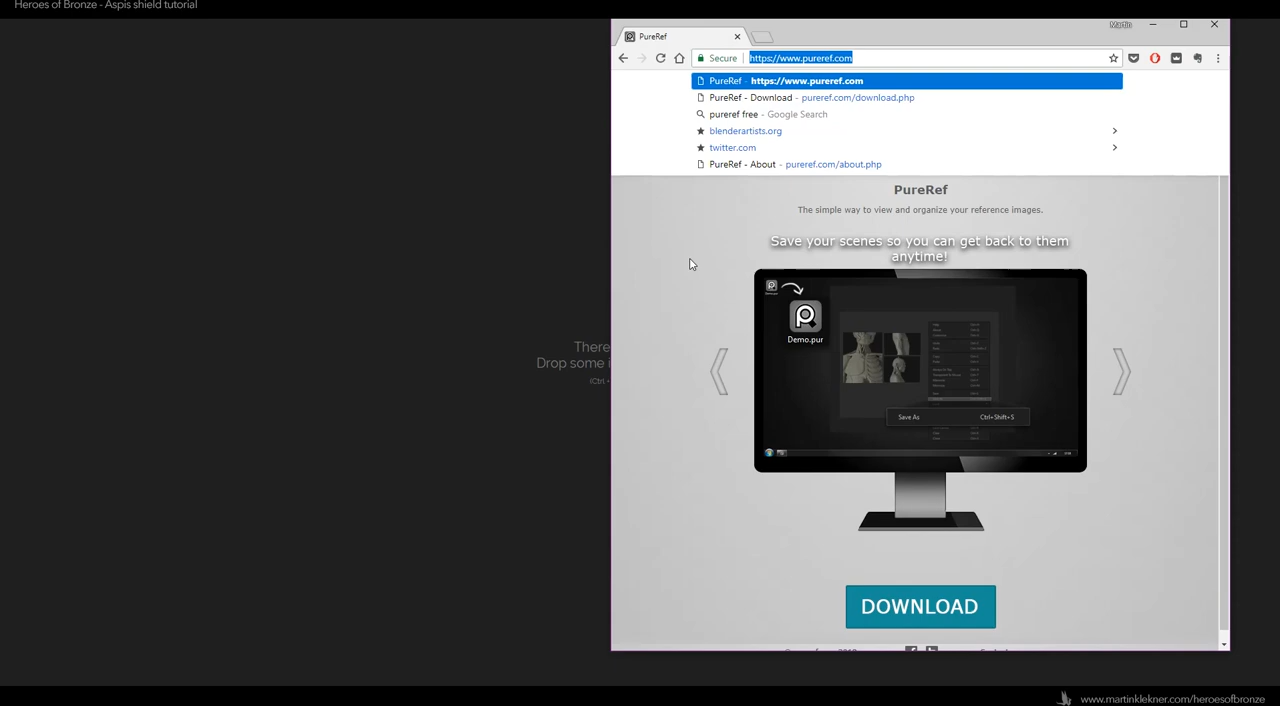 Heroes of Bronze - Aspis shield tutorial
Martin
PureRef
Secure
https://www.pureref.com
PureRef - https://www.pureref.com
PureRef - Download - pureref.com/download.php
pureref free - Google Search
blenderartists.org
twitter.com
PureRef - About - pureref.com/about.php
PureRef
The simple way to view and organize your reference images.
Save your scenes so you can get back to them
anytime!
Demo.pur
Save As Ctrl+Shift+S
There
Drop some i
(Ctrl +
DOWNLOAD
www.martinklekner.com/heroesofbronze